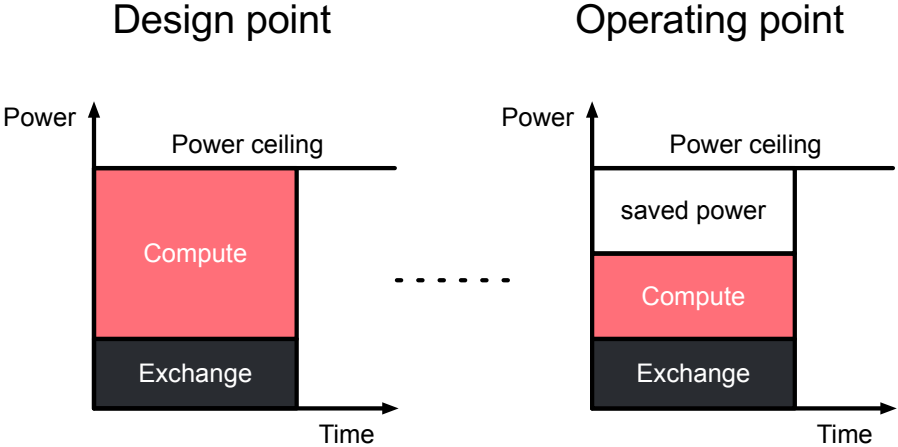 Design point
Operating point
Power
Power ceiling
Compute
Exchange
Time
Power
Power ceiling
saved power
Compute
Exchange
Time